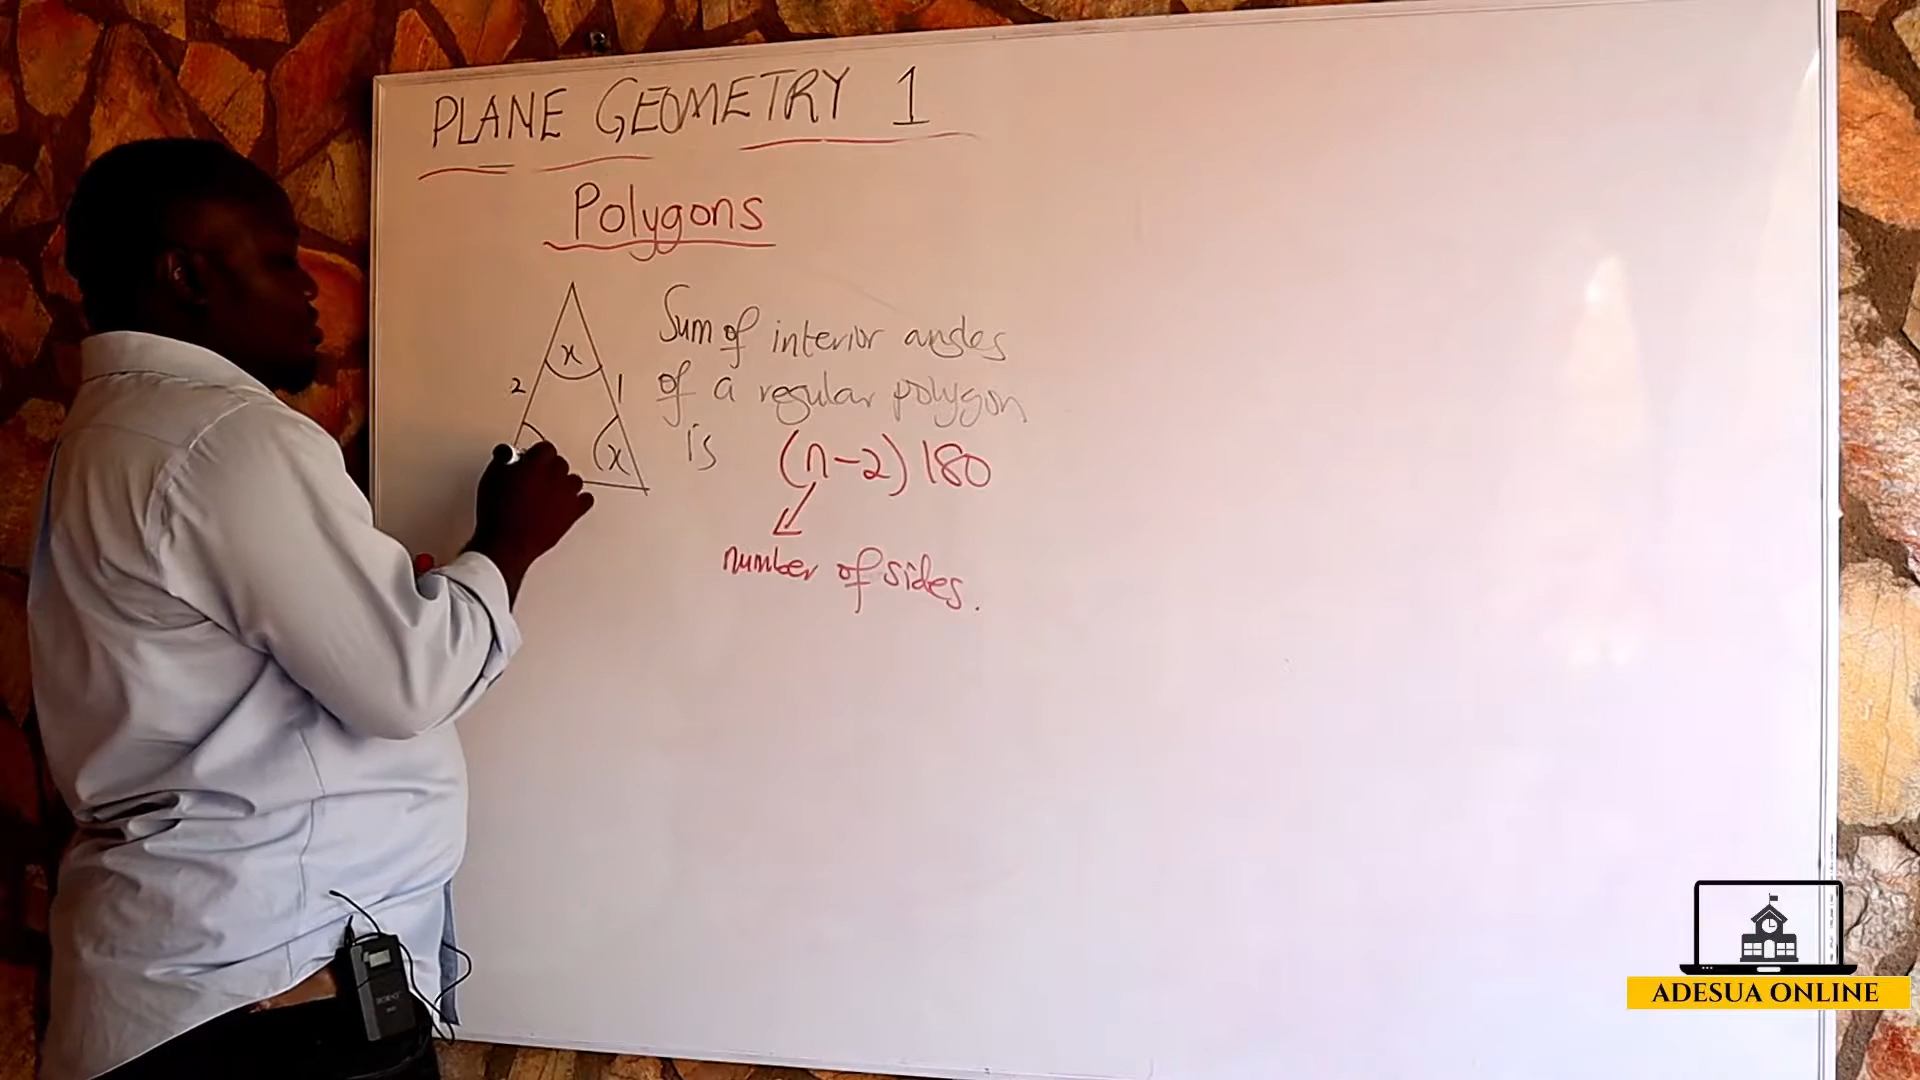 PLANE GEOMETRY 1
Polygons
x
2
1
(x
Sum of interior angles
of a regular polygon
is (n-2) 180
number of sides.
ADESUA ONLINE